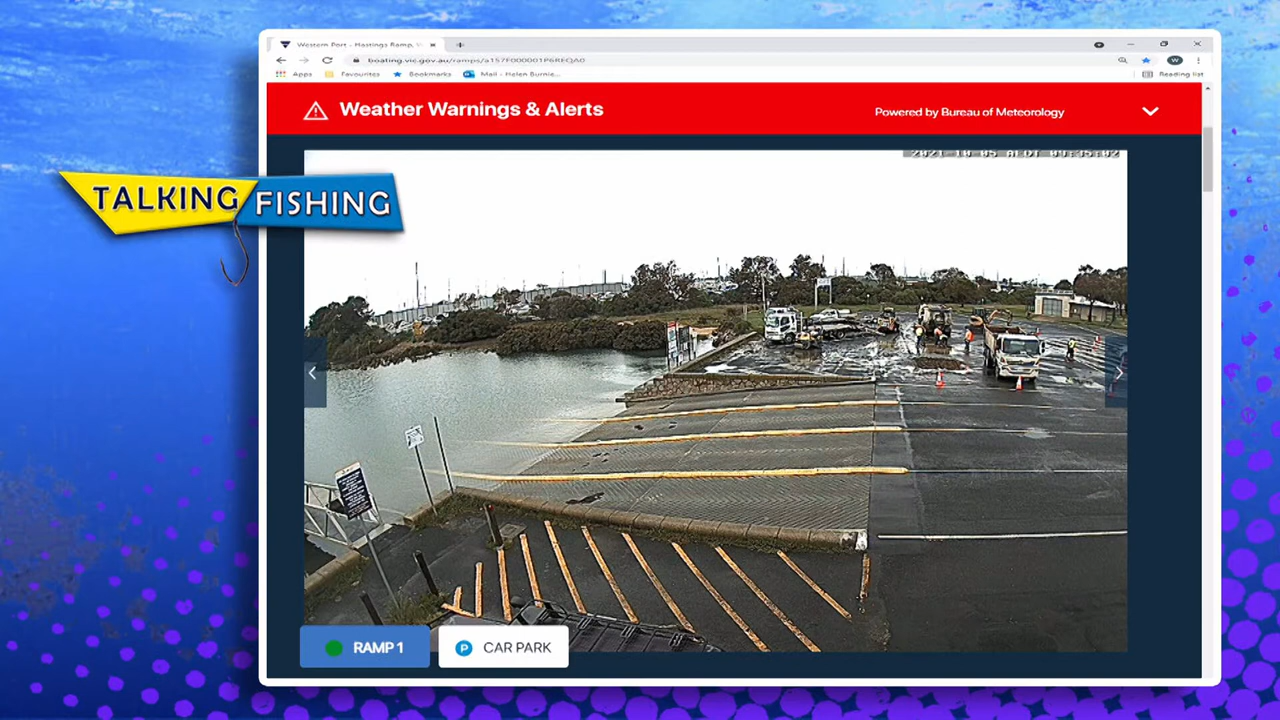 Western Port - Hastings Ramp, V
boating.vic.gov.au/ramps/a157F000001P6REQA0
Apps Favourites Bookmarks Mail - Helen Burnie... Reading list
W
Weather Warnings & Alerts
Powered by Bureau of Meteorology
TALKING FISHING
RAMP 1
P CAR PARK